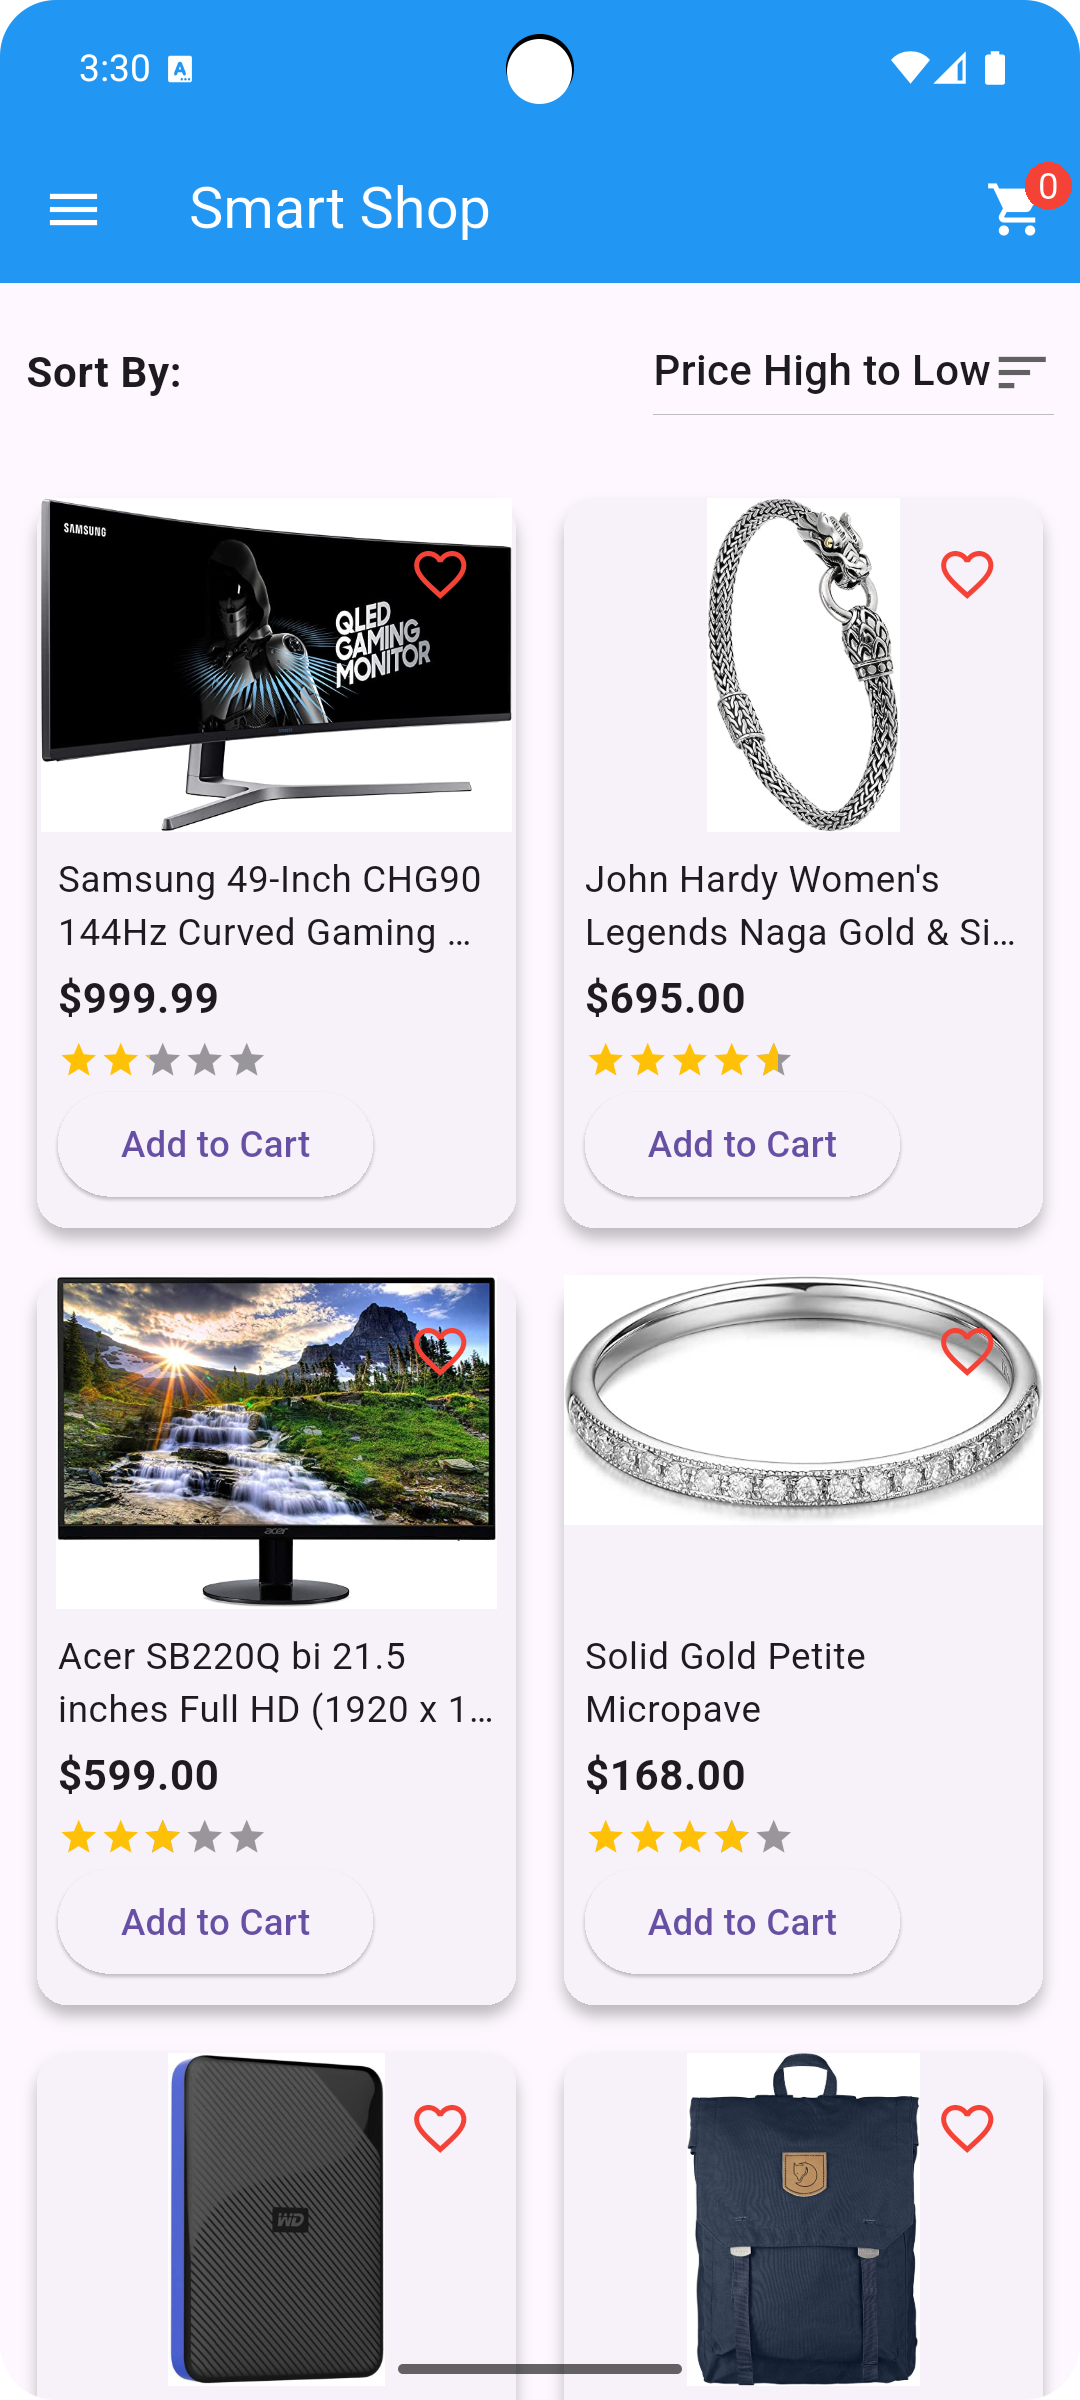 3:30
Smart Shop
0
Sort By:
Price High to Low
SAMSUNG
QLED
GAMING
MONITOR
Samsung 49-Inch CHG90
144Hz Curved Gaming ...
$999.99
Add to Cart
John Hardy Women's
Legends Naga Gold & Si...
$695.00
Add to Cart
acer
Acer SB220Q bi 21.5
inches Full HD (1920 x 1...
$599.00
Add to Cart
Solid Gold Petite
Micropave
$168.00
Add to Cart
WD